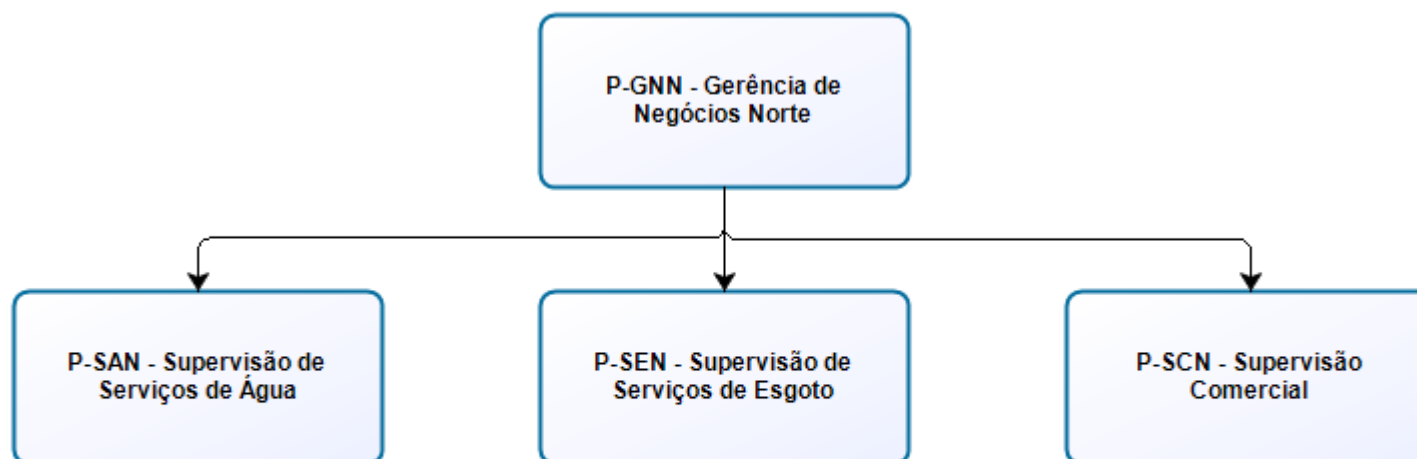 P-GNN - Gerência de
Negócios Norte
P-SAN - Supervisão de
Serviços de Água
P-SEN - Supervisão de
Serviços de Esgoto
P-SCN - Supervisão
Comercial